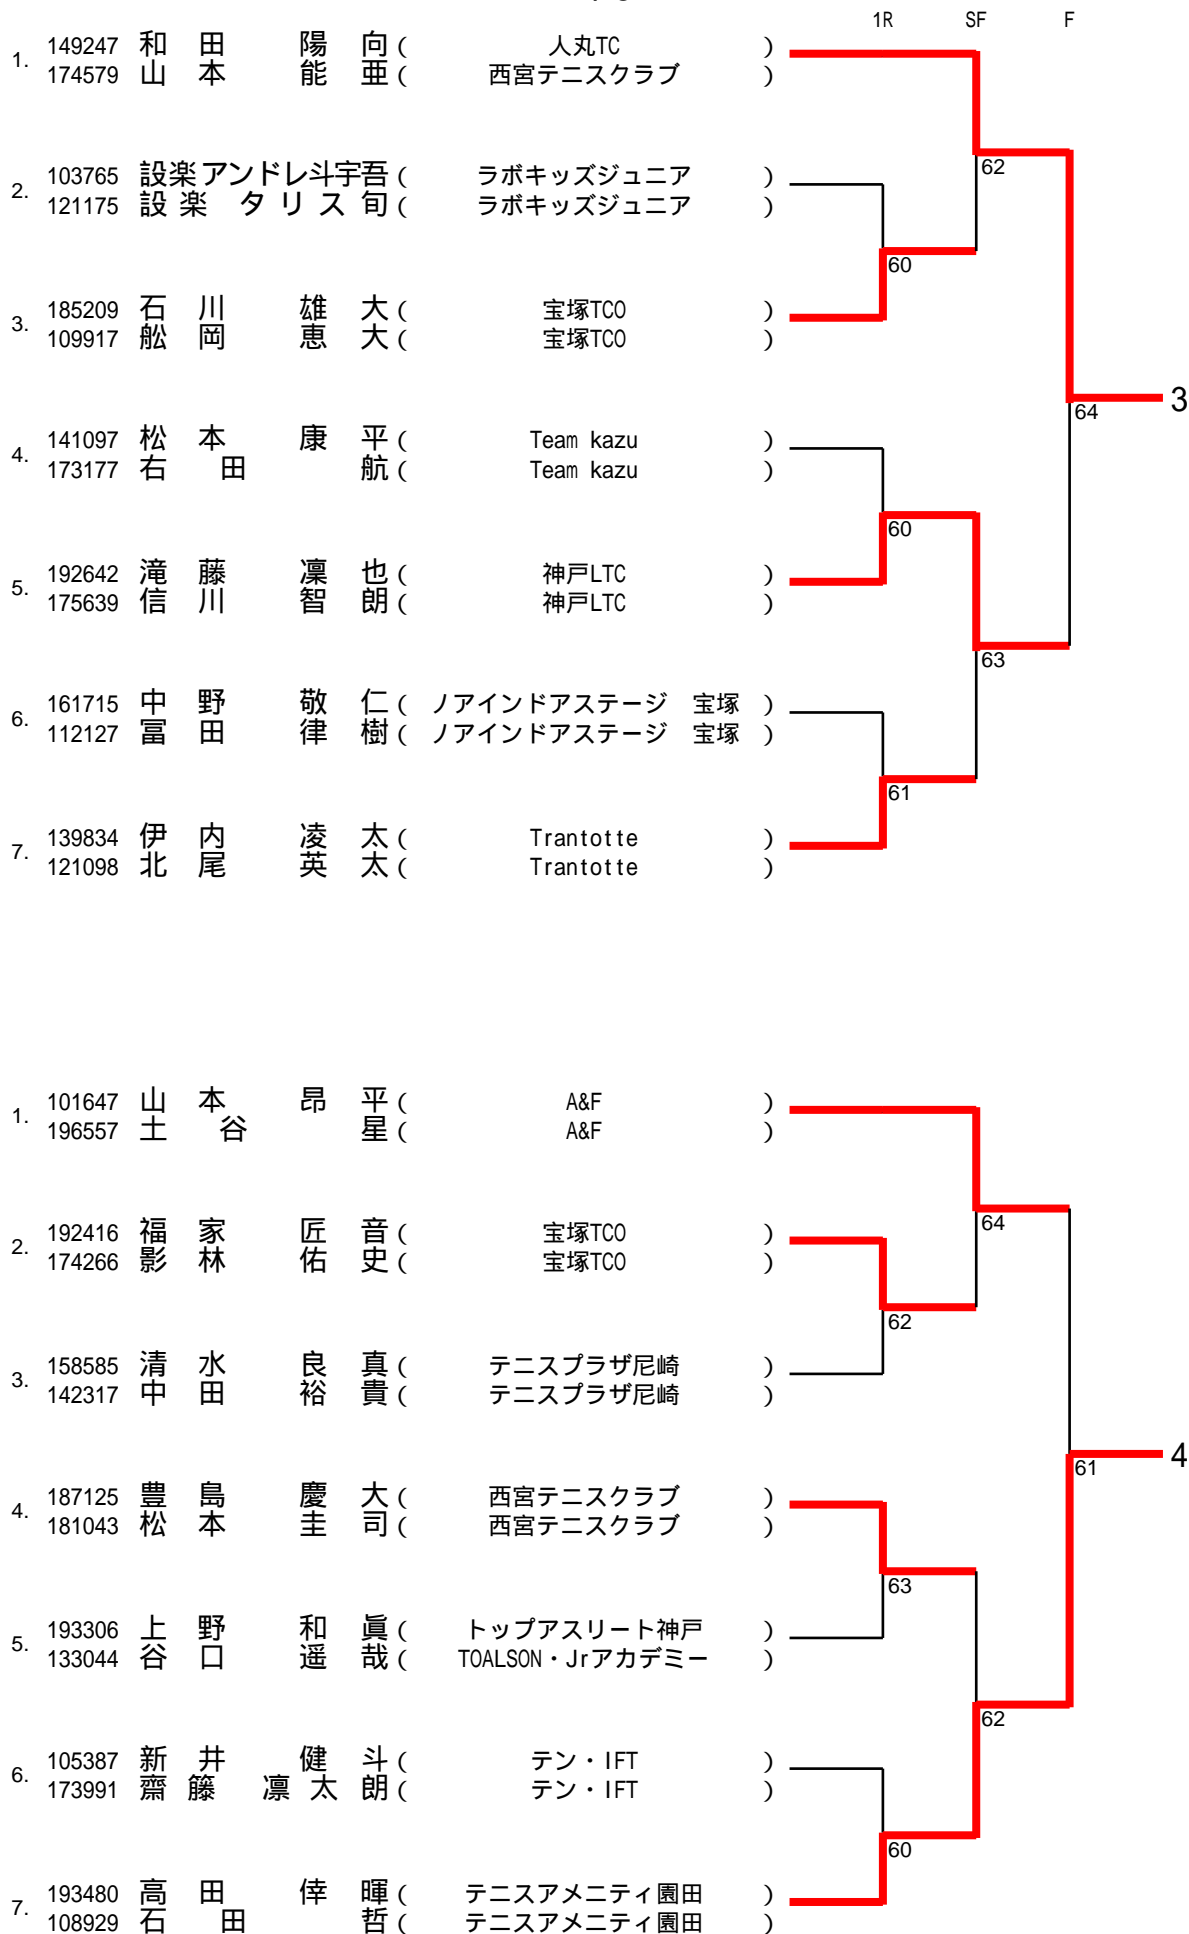 1R SF F
1. 149247 和田 陽向 ( 人丸TC )
174579 山本 能亜 ( 西宮テニスクラブ )
62
2. 103765 設楽アンドレ斗宇吾 ( ラボキッズジュニア )
121175 設楽 タリス旬 ( ラボキッズジュニア )
60
3. 185209 石川 雄大 ( 宝塚TCO )
109917 舩岡 恵大 ( 宝塚TCO )
64 3
4. 141097 松本 康平 ( Team kazu )
173177 右田 航 ( Team kazu )
60
5. 192642 滝藤 凜也 ( 神戸LTC )
175639 信川 智朗 ( 神戸LTC )
63
6. 161715 中野 敬仁 ( ノアインドアステージ 宝塚 )
112127 冨田 律樹 ( ノアインドアステージ 宝塚 )
61
7. 139834 伊内 凌太 ( Trantotte )
121098 北尾 英太 ( Trantotte )
1. 101647 山本 昂平 ( A&F )
196557 土谷 星 ( A&F )
64
2. 192416 福家 匠音 ( 宝塚TCO )
174266 影林 佑史 ( 宝塚TCO )
62
3. 158585 清水 良真 ( テニスプラザ尼崎 )
142317 中田 裕貴 ( テニスプラザ尼崎 )
61 4
4. 187125 豊島 慶大 ( 西宮テニスクラブ )
181043 松本 圭司 ( 西宮テニスクラブ )
63
5. 193306 上野 和眞 ( トップアスリート神戸 )
133044 谷口 遥哉 ( TOALSON・Jrアカデミー )
62
6. 105387 新井 健斗 ( テン・IFT )
173991 齋籐 凛太朗 ( テン・IFT )
60
7. 193480 高田 倖暉 ( テニスアメニティ園田 )
108929 石田 哲 ( テニスアメニティ園田 )